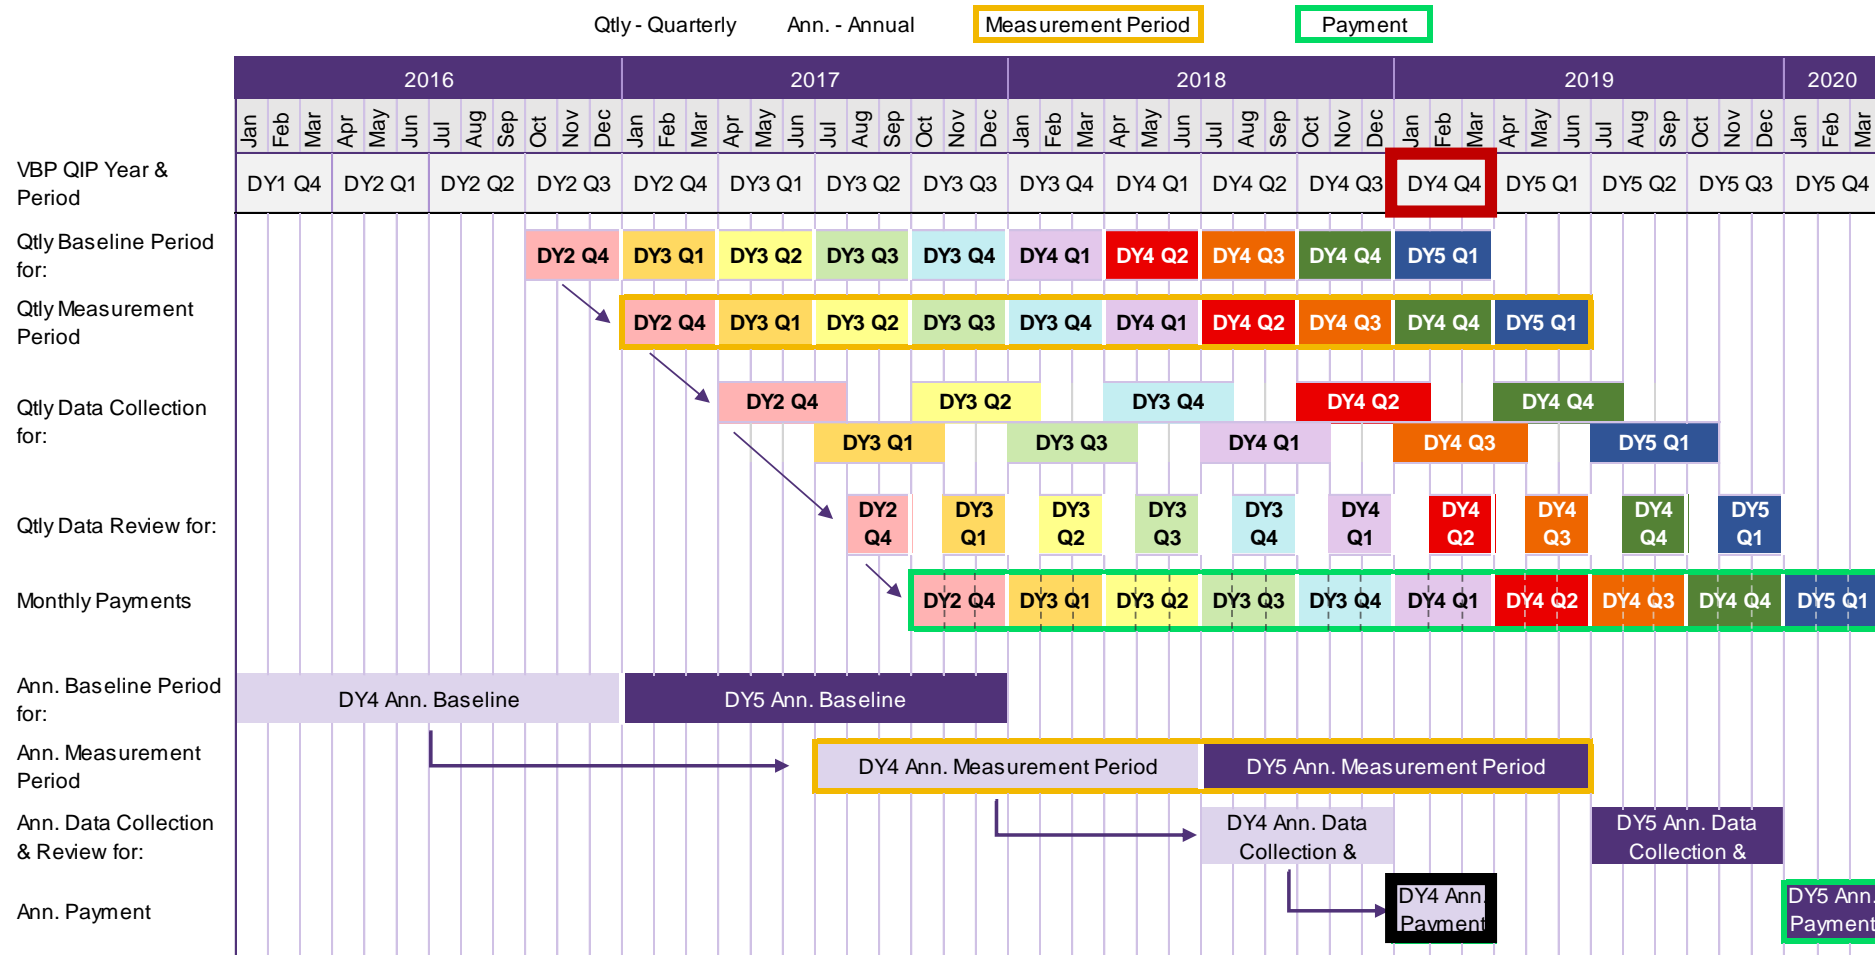 Qtly - Quarterly Ann. - Annual Measurement Period Payment
2016 2017 2018 2019 2020
Jan Feb Mar Apr May Jun Jul Aug Sep Oct Nov Dec Jan Feb Mar Apr May Jun Jul Aug Sep Oct Nov Dec Jan Feb Mar Apr May Jun Jul Aug Sep Oct Nov Dec Jan Feb Mar Apr May Jun Jul Aug Sep Oct Nov Dec Jan Feb Mar
VBP QIP Year &
Period
DY1 Q4 DY2 Q1 DY2 Q2 DY2 Q3 DY2 Q4 DY3 Q1 DY3 Q2 DY3 Q3 DY3 Q4 DY4 Q1 DY4 Q2 DY4 Q3 DY4 Q4 DY5 Q1 DY5 Q2 DY5 Q3 DY5 Q4
Qtly Baseline Period
for:
DY2 Q4 DY3 Q1 DY3 Q2 DY3 Q3 DY3 Q4 DY4 Q1 DY4 Q2 DY4 Q3 DY4 Q4 DY5 Q1
Qtly Measurement
Period
DY2 Q4 DY3 Q1 DY3 Q2 DY3 Q3 DY3 Q4 DY4 Q1 DY4 Q2 DY4 Q3 DY4 Q4 DY5 Q1
Qtly Data Collection
for:
DY2 Q4 DY3 Q2 DY3 Q4 DY4 Q2 DY4 Q4
DY3 Q1 DY3 Q3 DY4 Q1 DY4 Q3 DY5 Q1
Qtly Data Review for:
DY2 DY3 DY3 DY3 DY3 DY4 DY4 DY4 DY4 DY5
Q4 Q1 Q2 Q3 Q4 Q1 Q2 Q3 Q4 Q1
Monthly Payments
DY2 Q4 DY3 Q1 DY3 Q2 DY3 Q3 DY3 Q4 DY4 Q1 DY4 Q2 DY4 Q3 DY4 Q4 DY5 Q1
Ann. Baseline Period
for:
DY4 Ann. Baseline DY5 Ann. Baseline
Ann. Measurement
Period
DY4 Ann. Measurement Period DY5 Ann. Measurement Period
Ann. Data Collection
& Review for:
DY4 Ann. Data DY5 Ann. Data
Collection & Collection &
Ann. Payment
DY4 Ann. DY5 Ann.
Payment Payment